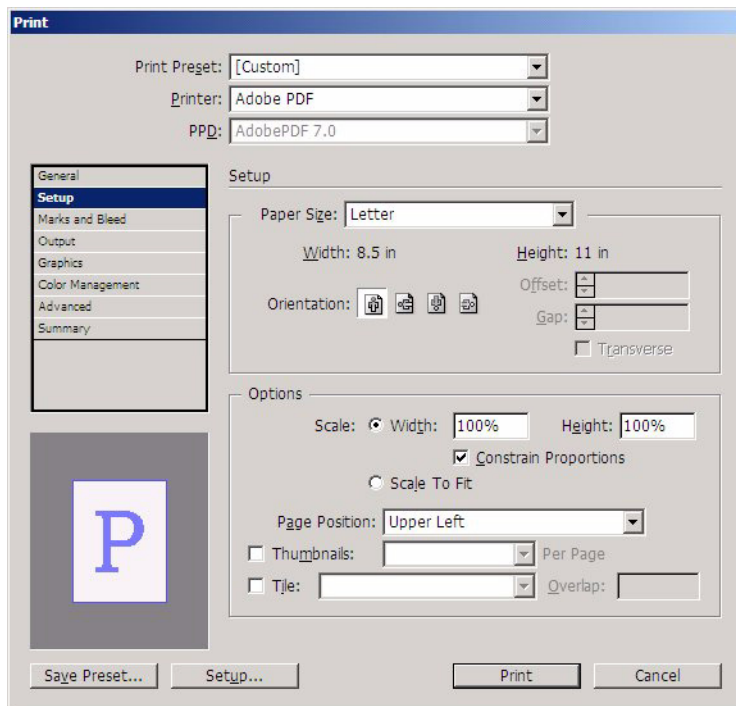 Print
Print Preset: [Custom]
Printer: Adobe PDF
PPD: AdobePDF 7.0
General
Setup
Marks and Bleed
Output
Graphics
Color Management
Advanced
Summary
Setup
Paper Size: Letter
Width: 8.5 in Height: 11 in
Orientation: Offset:
Gap:
Transverse
Options
Scale: Width: 100% Height: 100%
Constrain Proportions
Scale To Fit
Page Position: Upper Left
Thumbnails: Per Page
Tile: Overlap:
P
Save Preset... Setup... Print Cancel